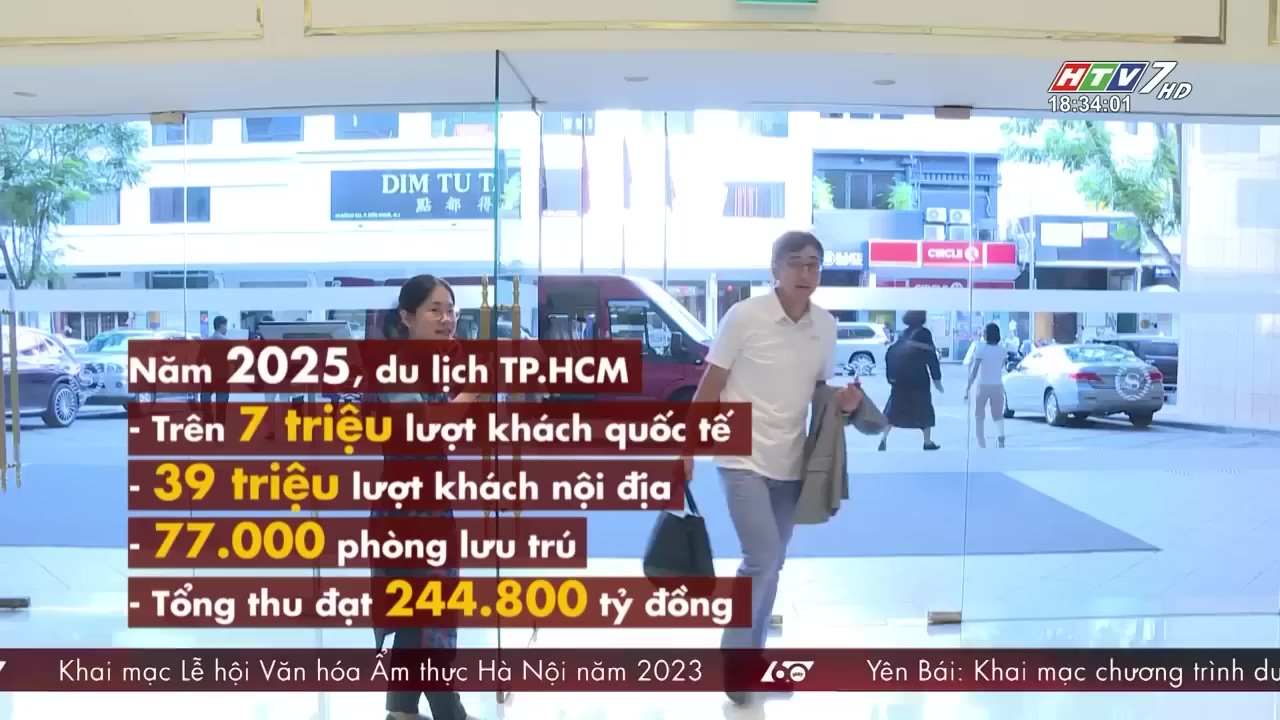 HTV7 HD
18:34:01
DIM TU T
點都得
CIRCLE K
Năm 2025, du lịch TP.HCM
- Trên 7 triệu lượt khách quốc tế
- 39 triệu lượt khách nội địa
- 77.000 phòng lưu trú
- Tổng thu đạt 244.800 tỷ đồng
Khai mạc Lễ hội Văn hóa Ẩm thực Hà Nội năm 2023
Yên Bái: Khai mạc chương trình du